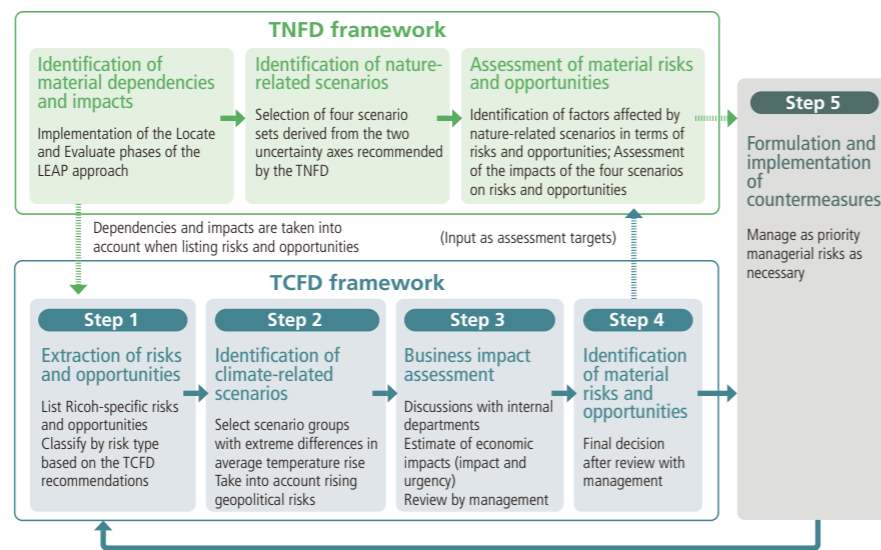 TNFD framework
Identification of
material dependencies
and impacts
Implementation of the Locate
and Evaluate phases of the
LEAP approach
Identification of nature-
related scenarios
Selection of four scenario
sets derived from the two
uncertainty axes recommended
by the TNFD
Assessment of material risks
and opportunities
Identification of factors affected by
nature-related scenarios in terms of
risks and opportunities; Assessment
of the impacts of the four scenarios
on risks and opportunities
Dependencies and impacts are taken into
account when listing risks and opportunities
(Input as assessment targets)
TCFD framework
Step 1
Extraction of risks
and opportunities
List Ricoh-specific risks
and opportunities
Classify by risk type
based on the TCFD
recommendations
Step 2
Identification of
climate-related
scenarios
Select scenario groups
with extreme differences in
average temperature rise
Take into account rising
geopolitical risks
Step 3
Business impact
assessment
Discussions with internal
departments
Estimate of economic
impacts (impact and
urgency)
Review by management
Step 4
Identification
of material
risks and
opportunities
Final decision
after review with
management
Step 5
Formulation and
implementation
of
countermeasures
Manage as priority
managerial risks as
necessary